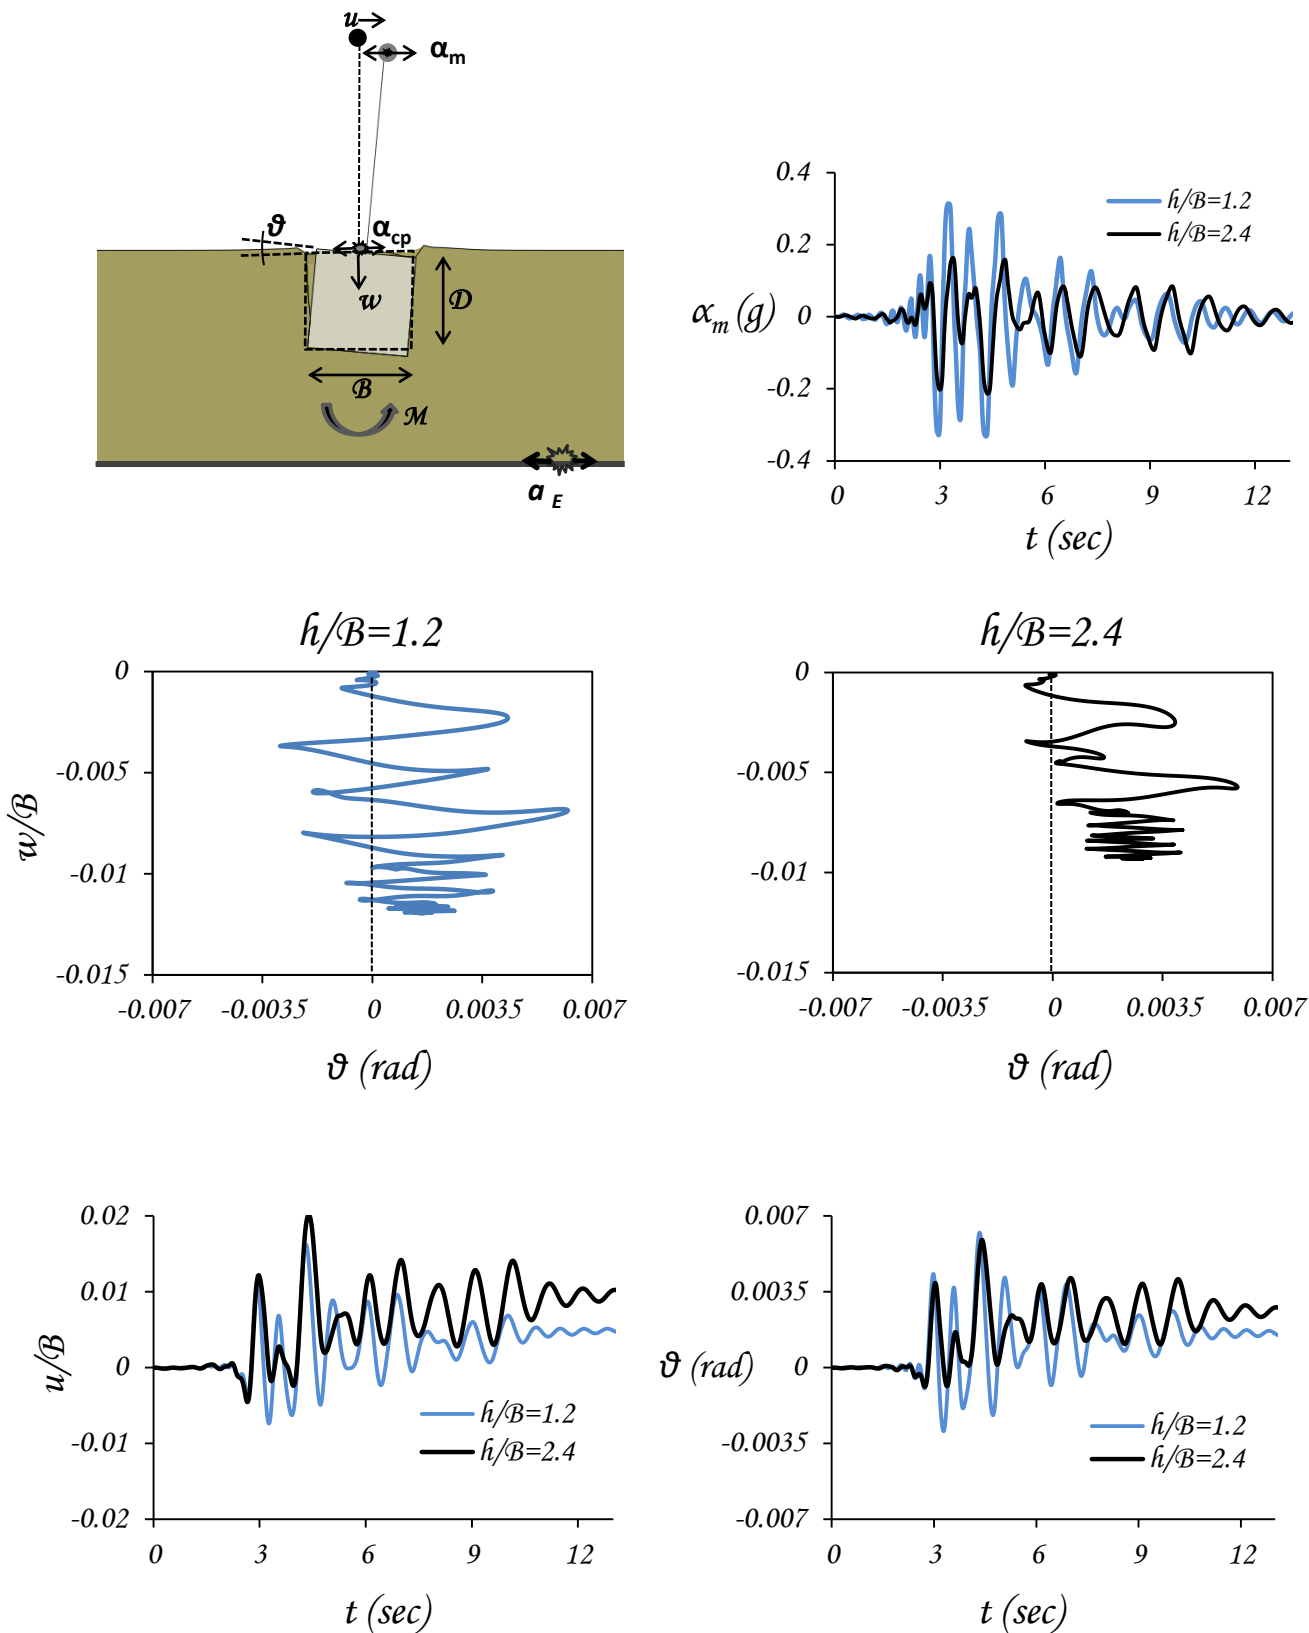 u
αm
ϑ
αcp
w
D
B
M
a E
0.4
0.2
0
-0.2
-0.4
αm (g)
h/B=1.2
h/B=2.4
0 3 6 9 12
t (sec)
h/B=1.2
0
-0.005
-0.01
-0.015
w/B
-0.007 -0.0035 0 0.0035 0.007
ϑ (rad)
h/B=2.4
0
-0.005
-0.01
-0.015
-0.007 -0.0035 0 0.0035 0.007
ϑ (rad)
0.02
0.01
0
-0.01
-0.02
u/B
h/B=1.2
h/B=2.4
0 3 6 9 12
t (sec)
0.007
0.0035
0
-0.0035
-0.007
ϑ (rad)
h/B=1.2
h/B=2.4
0 3 6 9 12
t (sec)